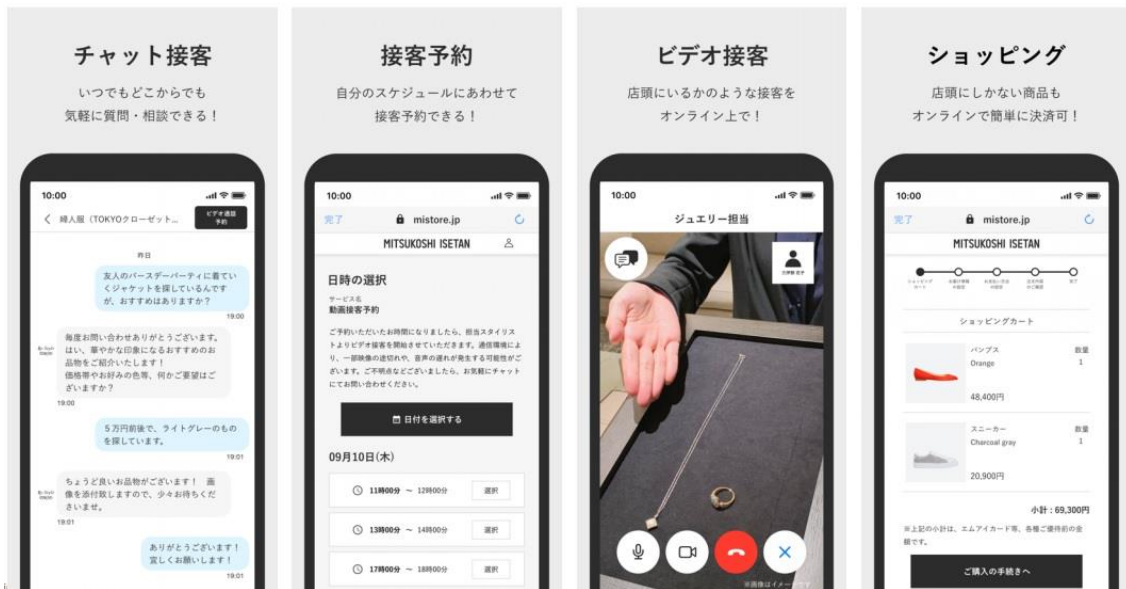 チャット接客
いつでもどこからでも
気軽に質問・相談できる！
10:00
婦人服（TOKYOクローゼット...
ビデオ通話
予約
昨日
友人のバースデーパーティに着てい
くジャケットを探しているんです
が、おすすめはありますか？
19:00
毎度お問い合わせありがとうございます。
はい、華やかな印象になるおすすめのお
品物をご紹介いたします！
価格帯やお好みの色等、何かご要望はご
ざいますか？
19:00
５万円前後で、ライトグレーのもの
を探しています。
19:01
ちょうど良いお品物がございます！　画
像を添付致しますので、少々お待ちくだ
さいませ。
19:01
ありがとうございます！
宜しくお願いします！
19:01
接客予約
自分のスケジュールにあわせて
接客予約できる！
10:00
完了
mistore.jp
MITSUKOSHI ISETAN
日時の選択
サービス名
動画接客予約
ご予約いただいたお時間になりましたら、担当スタイリス
トよりビデオ接客を開始させていただきます。通信環境によ
り、一部映像の途切れや、音声の遅れが発生する可能性がご
ざいます。ご不明点などございましたら、お気軽にチャット
にてお問い合わせください。
日付を選択する
09月10日(木)
11時00分 ～ 12時00分
選択
13時00分 ～ 14時00分
選択
17時00分 ～ 18時00分
選択
ビデオ接客
店頭にいるかのような接客を
オンライン上で！
10:00
ジュエリー担当
※画像はイメージです
ショッピング
店頭にしかない商品も
オンラインで簡単に決済可！
10:00
完了
mistore.jp
MITSUKOSHI ISETAN
ショッピング
カート
完了
ショッピングカート
パンプス
数量
Orange
1
48,400円
スニーカー
数量
Charcoal gray
1
20,900円
小計：69,300円
※上記の小計は、エムアイカード等、各種ご優待前の金
額です。
ご購入の手続きへ